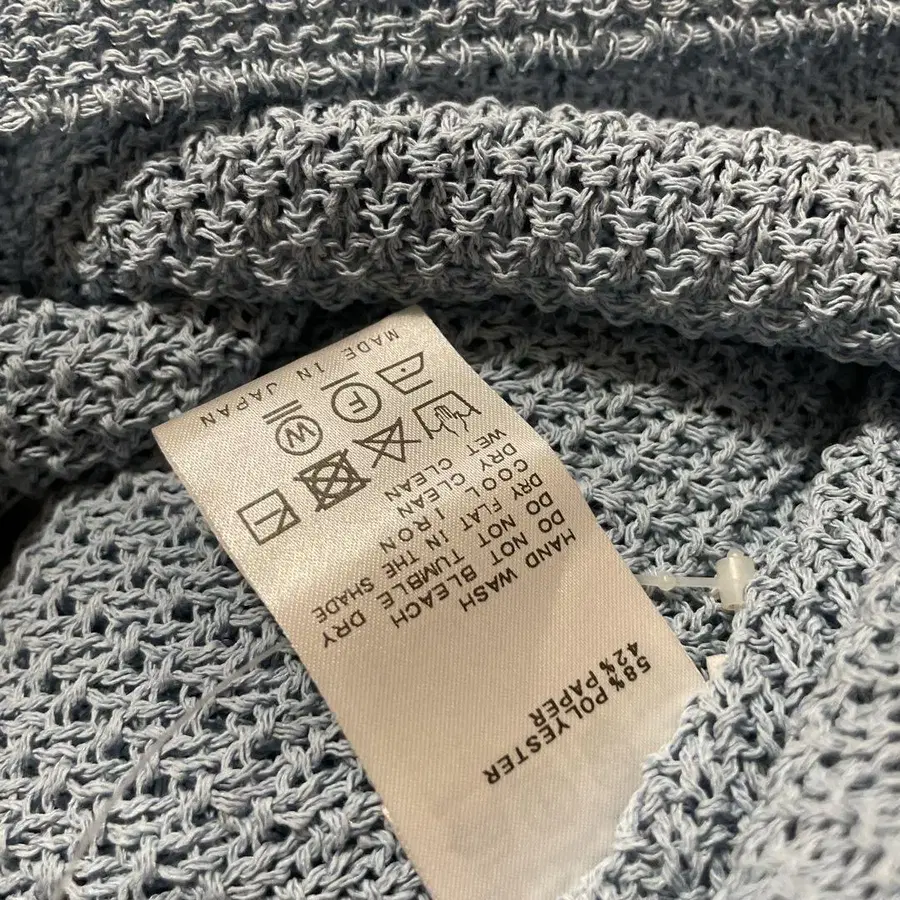 58% POLYESTER
42% PAPER
HAND WASH
DO NOT BLEACH
DO NOT TUMBLE DRY
DRY FLAT IN THE SHADE
COOL IRON
DRY CLEAN
WET CLEAN
F
W
MADE IN JAPAN